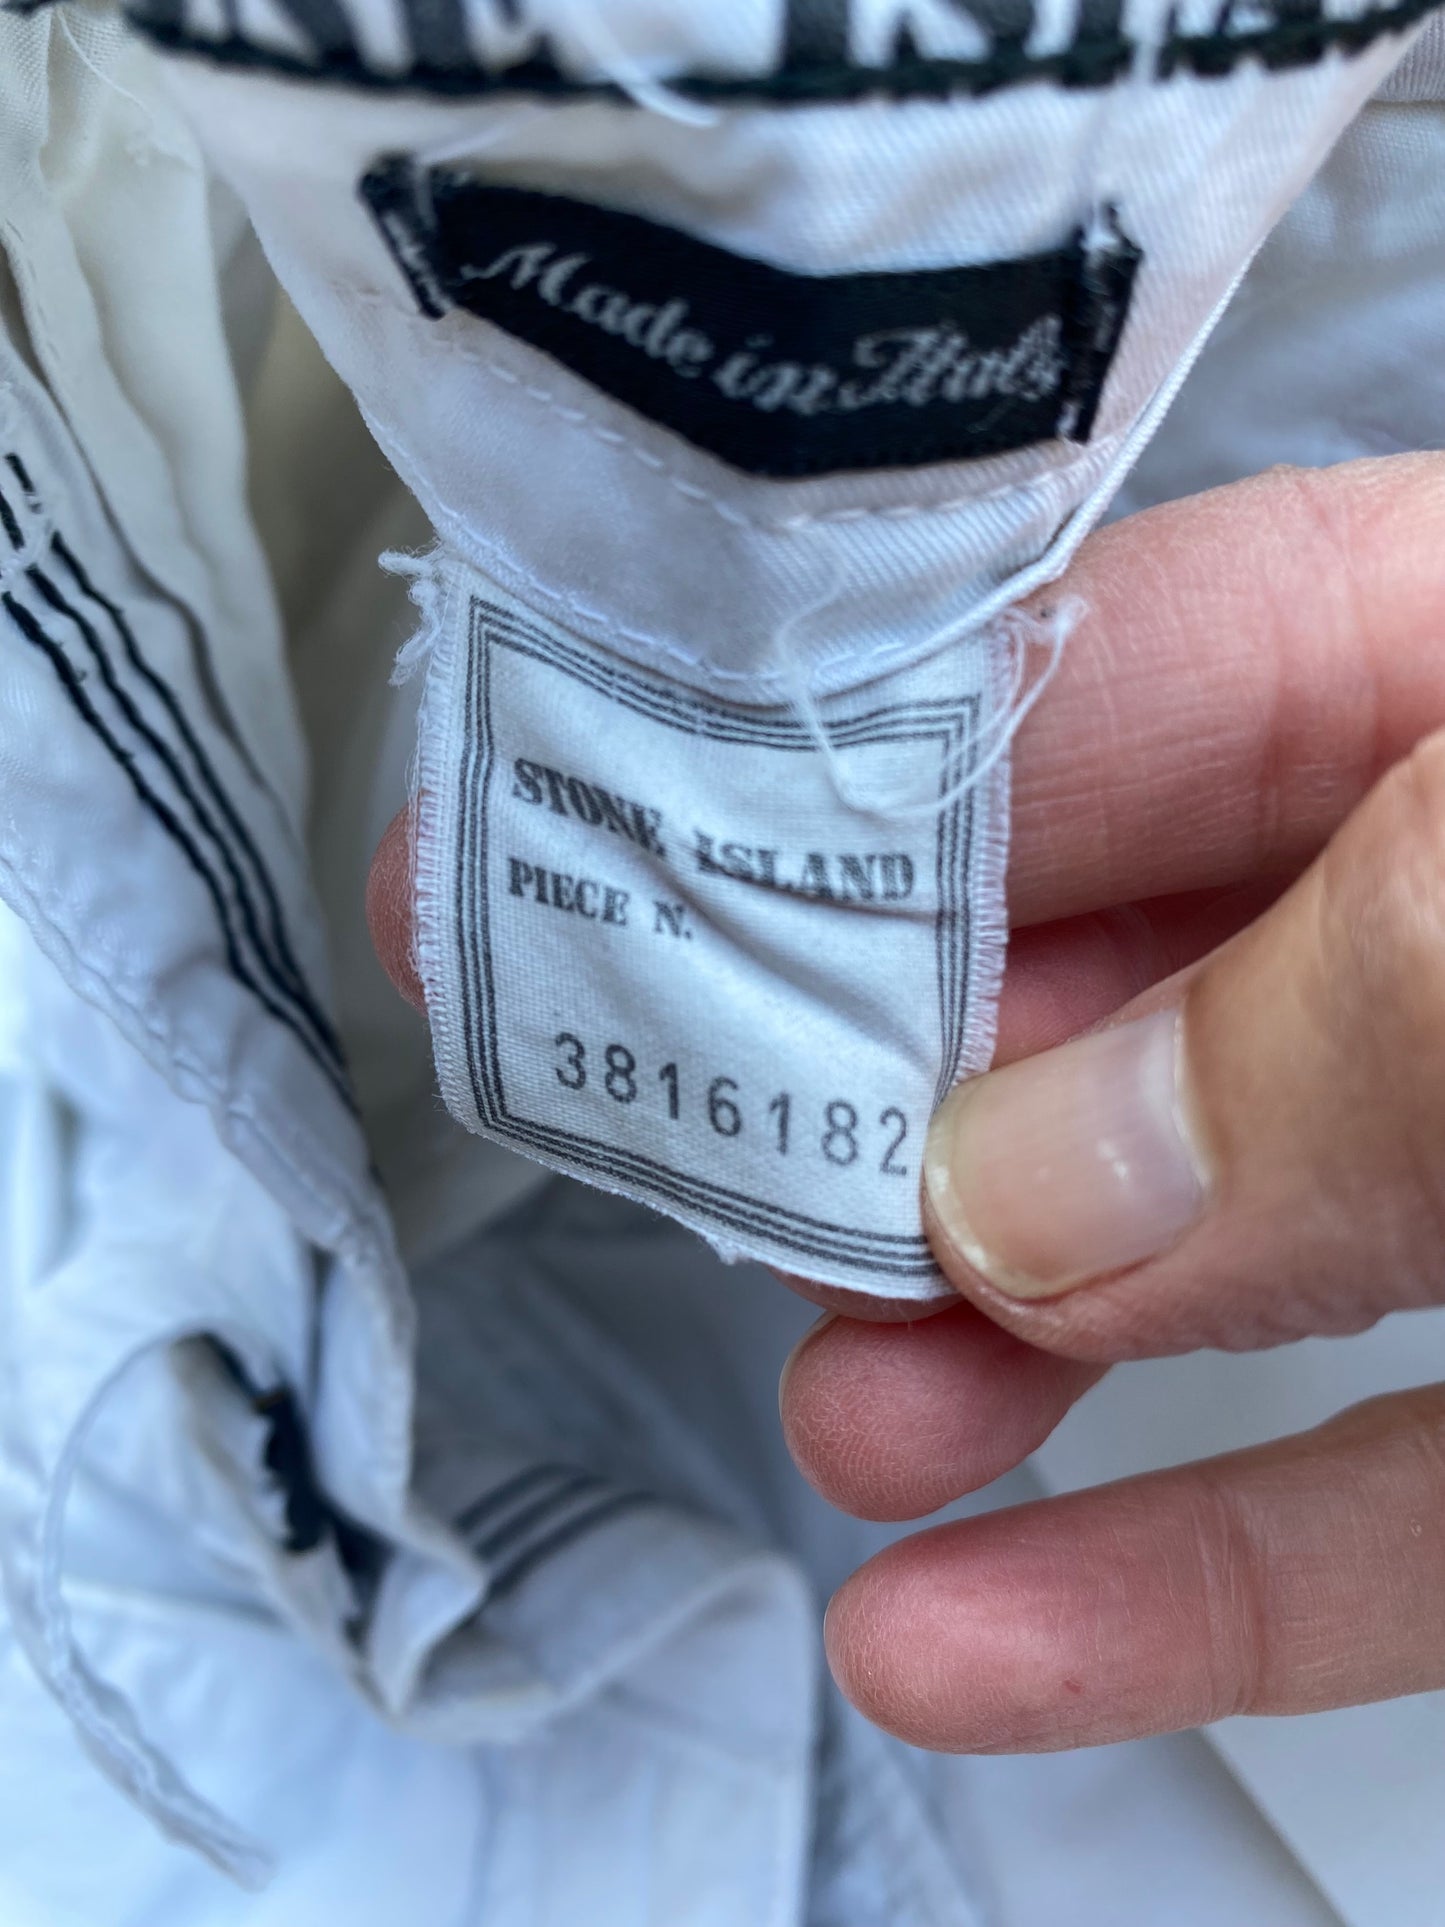 Made in Italy
STONE ISLAND
PIECE N.
3816182